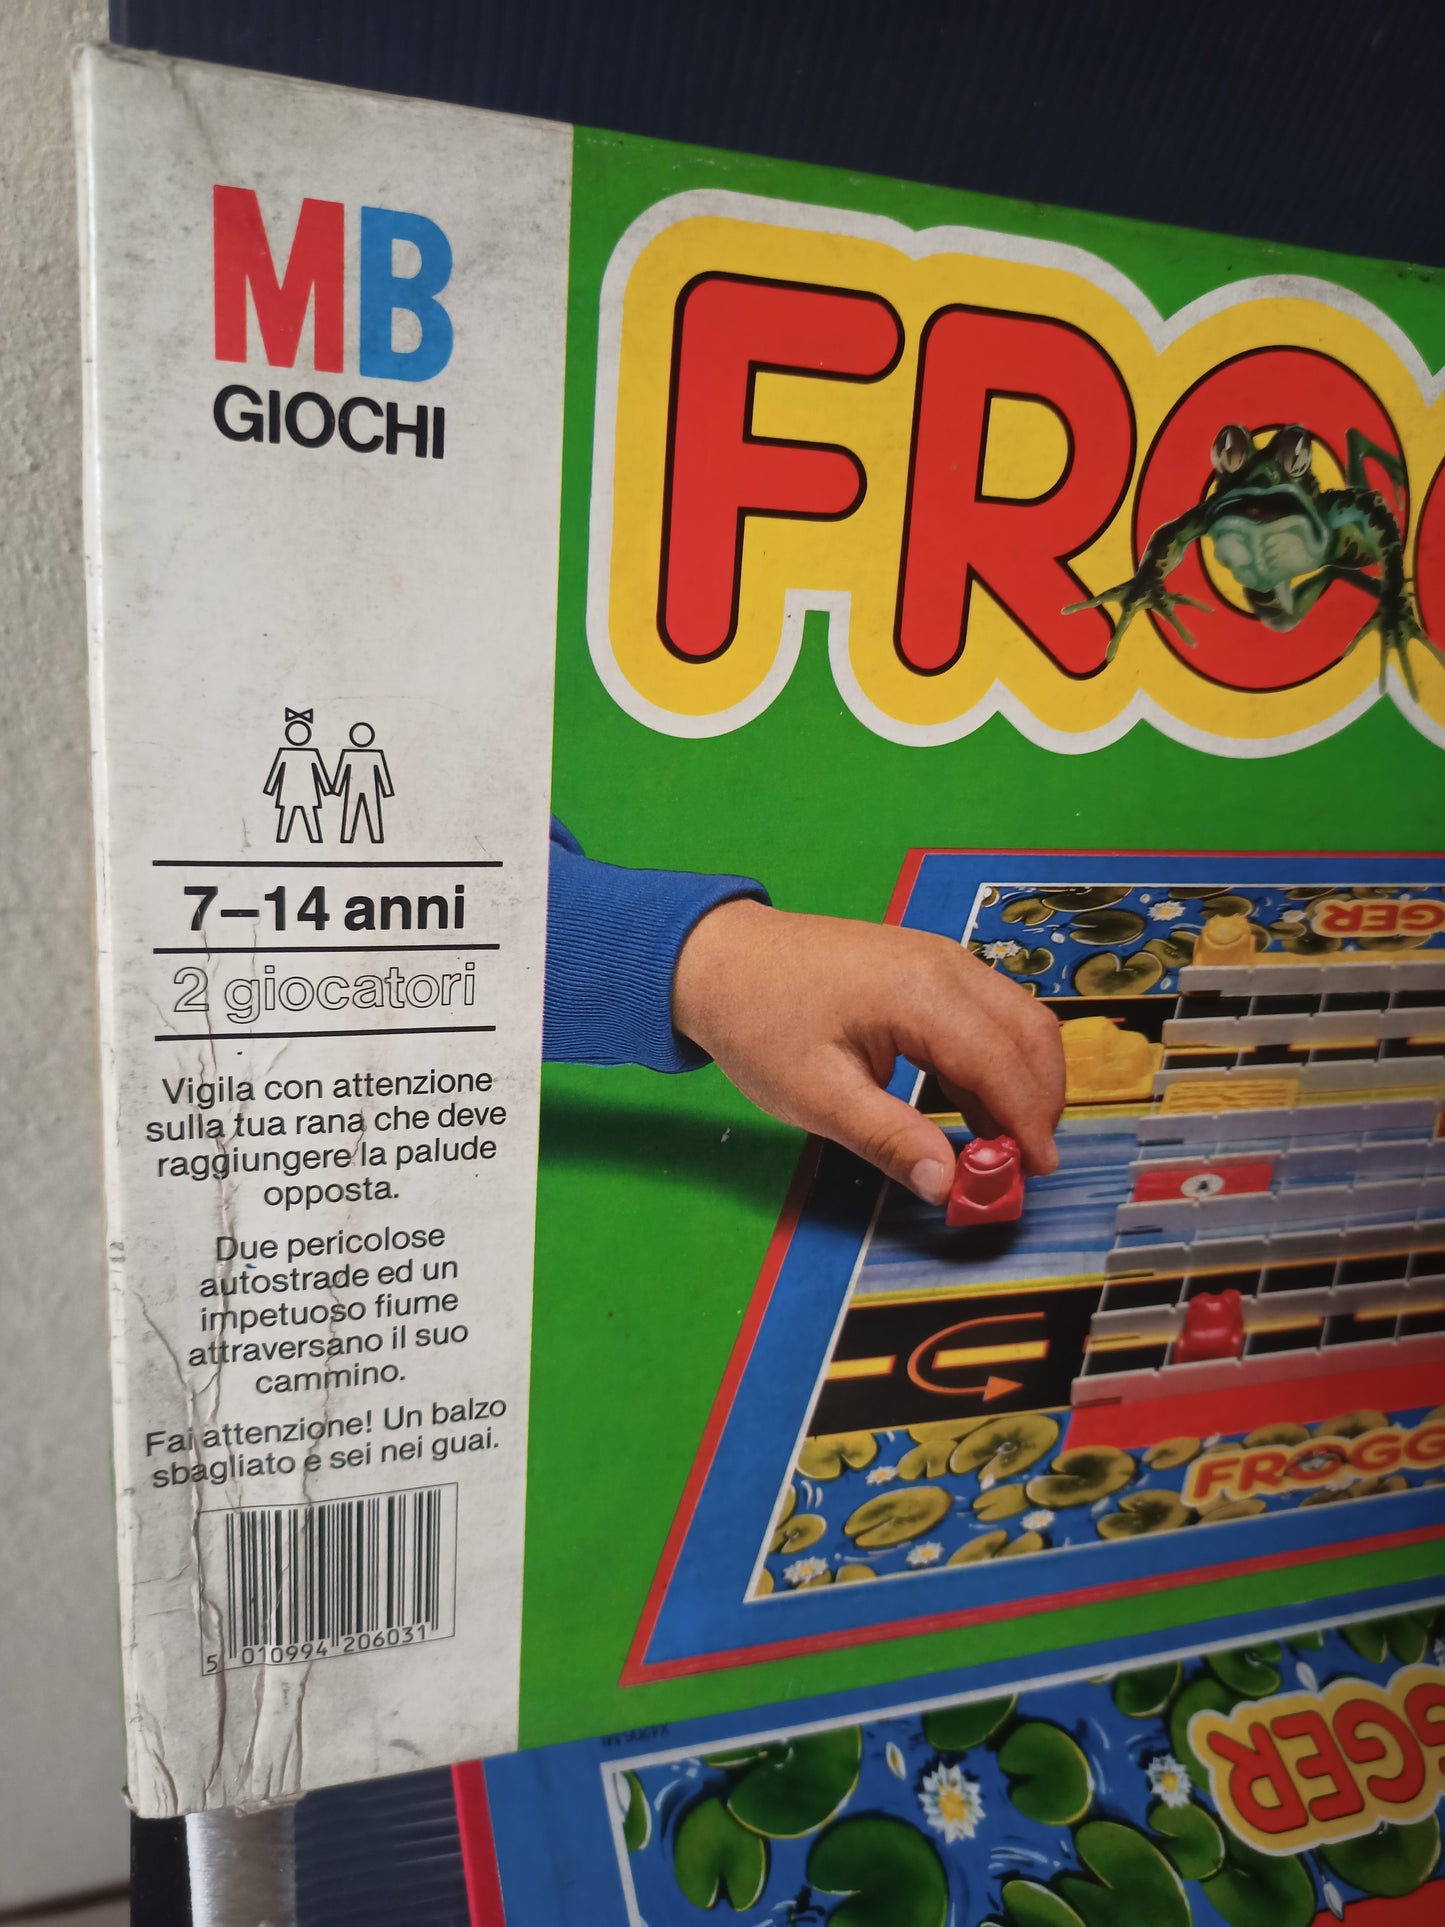 MB
GIOCHI
7–14 anni
2 giocatori
Vigila con attenzione
sulla tua rana che deve
raggiungere la palude
opposta.
Due pericolose
autostrade ed un
impetuoso fiume
attraversano il suo
cammino.
Fai attenzione! Un balzo
sbagliato e sei nei guai.
5 010994 206031
FRO
GER
FROGG
GGER